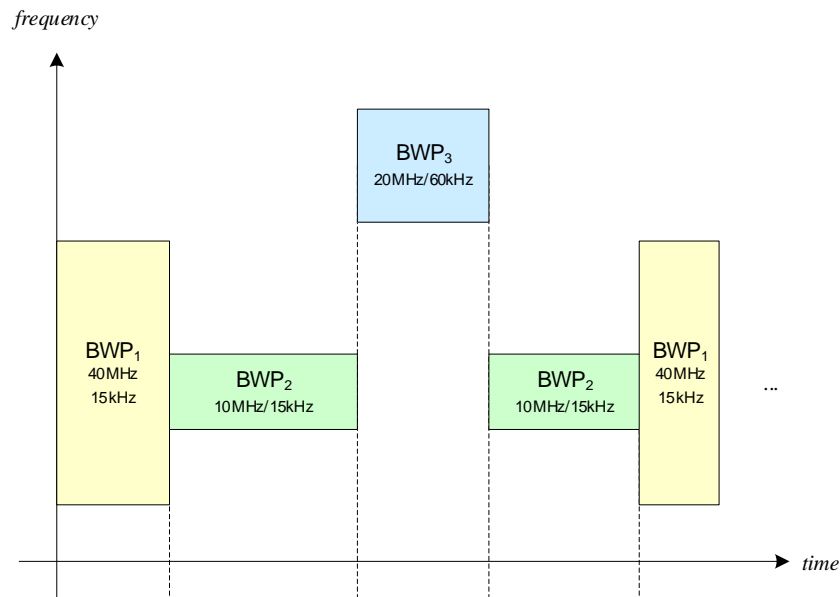 frequency
BWP₃
20MHz/60kHz
BWP₁
40MHz
15kHz
BWP₂
10MHz/15kHz
BWP₂
10MHz/15kHz
BWP₁
40MHz
15kHz
...
time